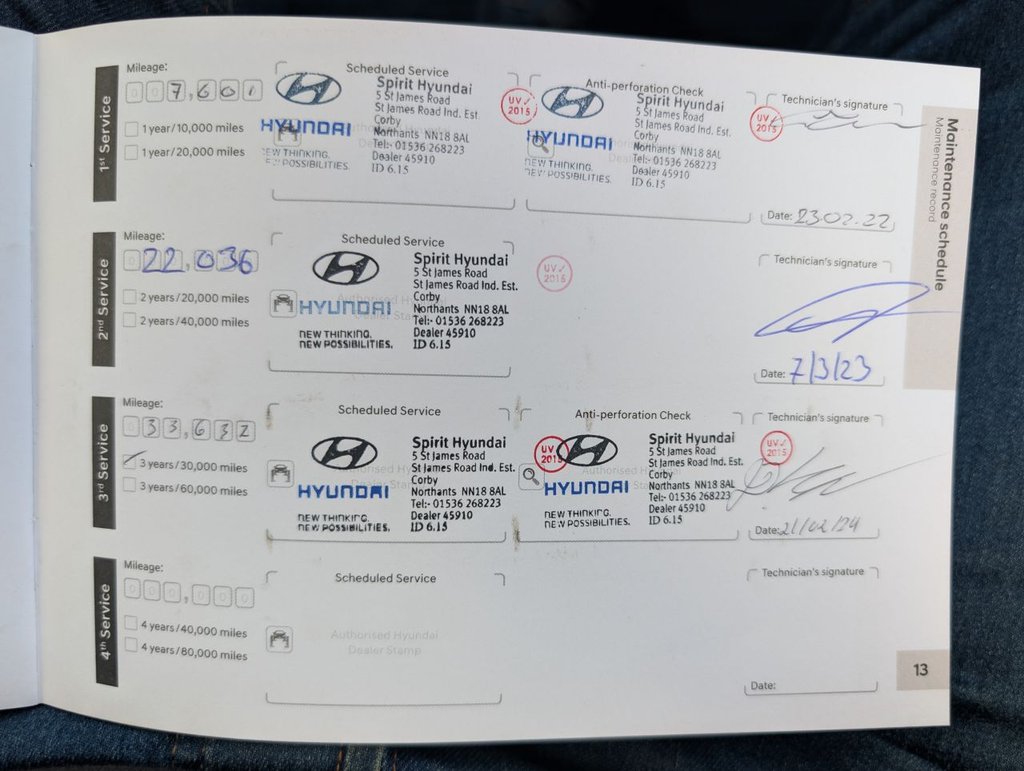 Maintenance schedule
Maintenance record
1st Service
Mileage:
007,601
1 year/10,000 miles
1 year/20,000 miles
Scheduled Service
HYUNDAI
NEW THINKING.
NEW POSSIBILITIES.
Spirit Hyundai
5 St James Road
St James Road Ind. Est.
Corby
Northants NN18 8AL
Tel:- 01536 268223
Dealer 45910
ID 6.15
UV✓
2015
Anti-perforation Check
HYUNDAI
NEW THINKING.
NEW POSSIBILITIES.
Spirit Hyundai
5 St James Road
St James Road Ind. Est.
Corby
Northants NN18 8AL
Tel:- 01536 268223
Dealer 45910
ID 6.15
UV✓
2015
Technician's signature
Date: 23.02.22
2nd Service
Mileage:
22,036
2 years/20,000 miles
2 years/40,000 miles
Scheduled Service
HYUNDAI
NEW THINKING.
NEW POSSIBILITIES.
Spirit Hyundai
5 St James Road
St James Road Ind. Est.
Corby
Northants NN18 8AL
Tel:- 01536 268223
Dealer 45910
ID 6.15
UV✓
2015
Technician's signature
Date: 7/3/23
3rd Service
Mileage:
033,632
3 years/30,000 miles
3 years/60,000 miles
Scheduled Service
HYUNDAI
NEW THINKING.
NEW POSSIBILITIES.
Spirit Hyundai
5 St James Road
St James Road Ind. Est.
Corby
Northants NN18 8AL
Tel:- 01536 268223
Dealer 45910
ID 6.15
UV✓
2015
Anti-perforation Check
HYUNDAI
NEW THINKING.
NEW POSSIBILITIES.
Spirit Hyundai
5 St James Road
St James Road Ind. Est.
Corby
Northants NN18 8AL
Tel:- 01536 268223
Dealer 45910
ID 6.15
UV✓
2015
Technician's signature
Date: 21/02/24
4th Service
Mileage:
000,000
4 years/40,000 miles
4 years/80,000 miles
Scheduled Service
Authorised Hyundai
Dealer Stamp
Technician's signature
Date:
13